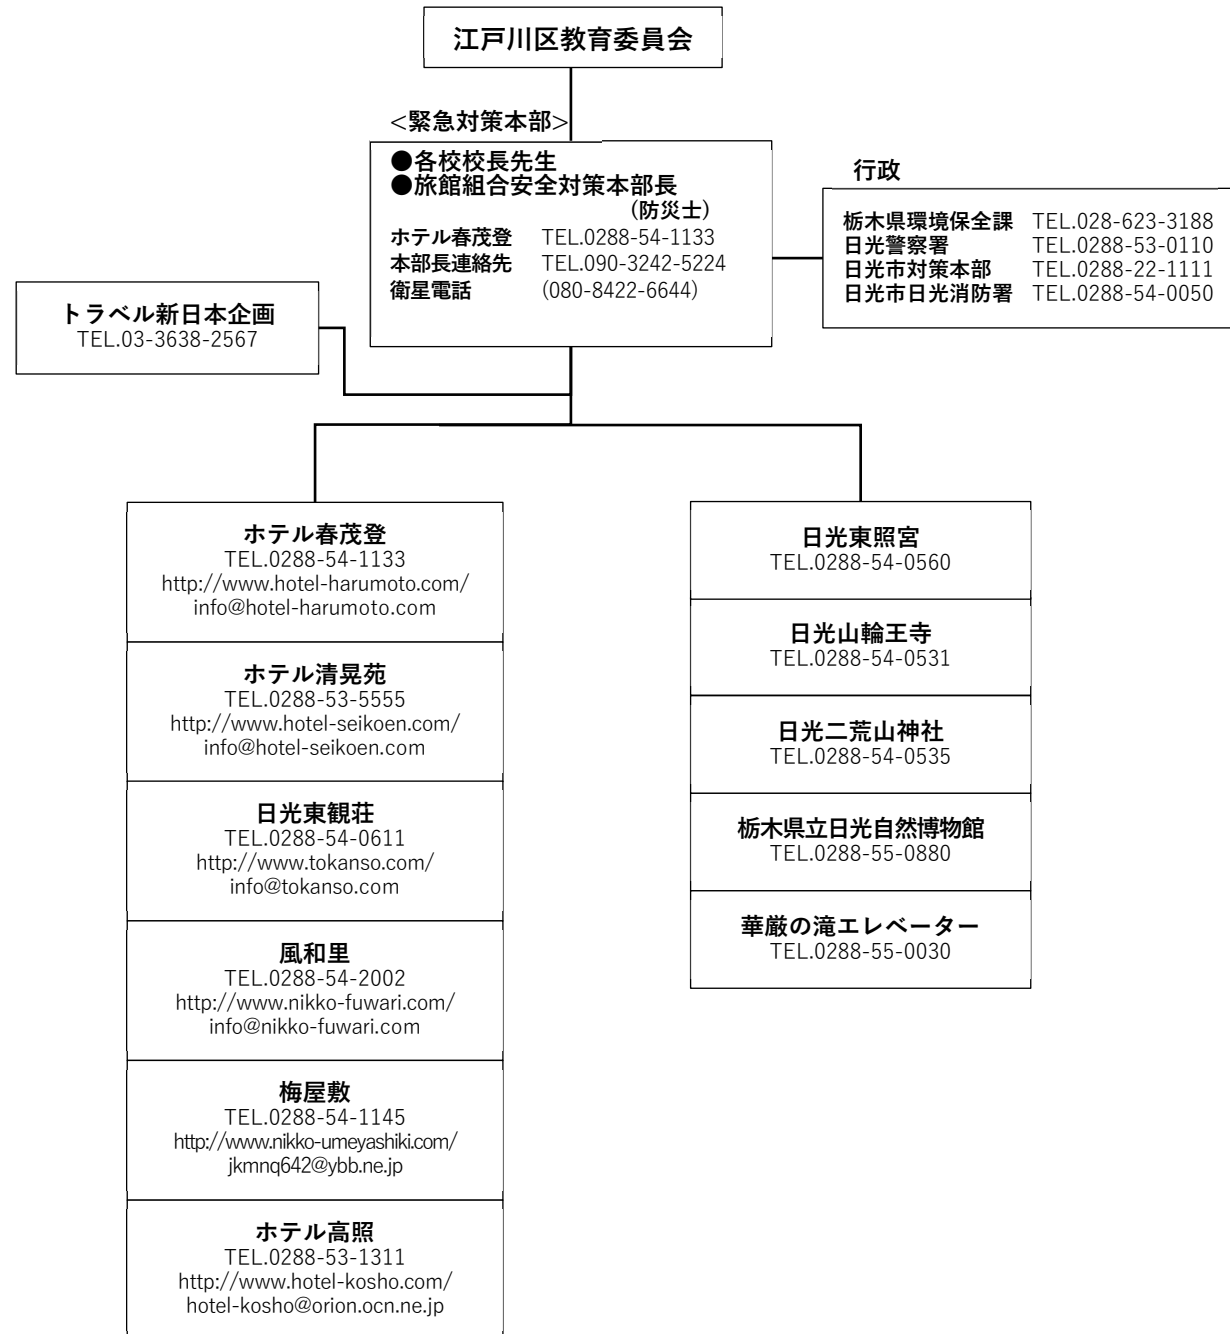 江戸川区教育委員会
<緊急対策本部>
●各校校長先生
●旅館組合安全対策本部長
(防災士)
ホテル春茂登 TEL.0288-54-1133
本部長連絡先 TEL.090-3242-5224
衛星電話 (080-8422-6644)
行政
栃木県環境保全課 TEL.028-623-3188
日光警察署 TEL.0288-53-0110
日光市対策本部 TEL.0288-22-1111
日光市日光消防署 TEL.0288-54-0050
トラベル新日本企画
TEL.03-3638-2567
ホテル春茂登
TEL.0288-54-1133
http://www.hotel-harumoto.com/
info@hotel-harumoto.com
ホテル清晃苑
TEL.0288-53-5555
http://www.hotel-seikoen.com/
info@hotel-seikoen.com
日光東観荘
TEL.0288-54-0611
http://www.tokanso.com/
info@tokanso.com
風和里
TEL.0288-54-2002
http://www.nikko-fuwari.com/
info@nikko-fuwari.com
梅屋敷
TEL.0288-54-1145
http://www.nikko-umeyashiki.com/
jkmnq642@ybb.ne.jp
ホテル高照
TEL.0288-53-1311
http://www.hotel-kosho.com/
hotel-kosho@orion.ocn.ne.jp
日光東照宮
TEL.0288-54-0560
日光山輪王寺
TEL.0288-54-0531
日光二荒山神社
TEL.0288-54-0535
栃木県立日光自然博物館
TEL.0288-55-0880
華厳の滝エレベーター
TEL.0288-55-0030